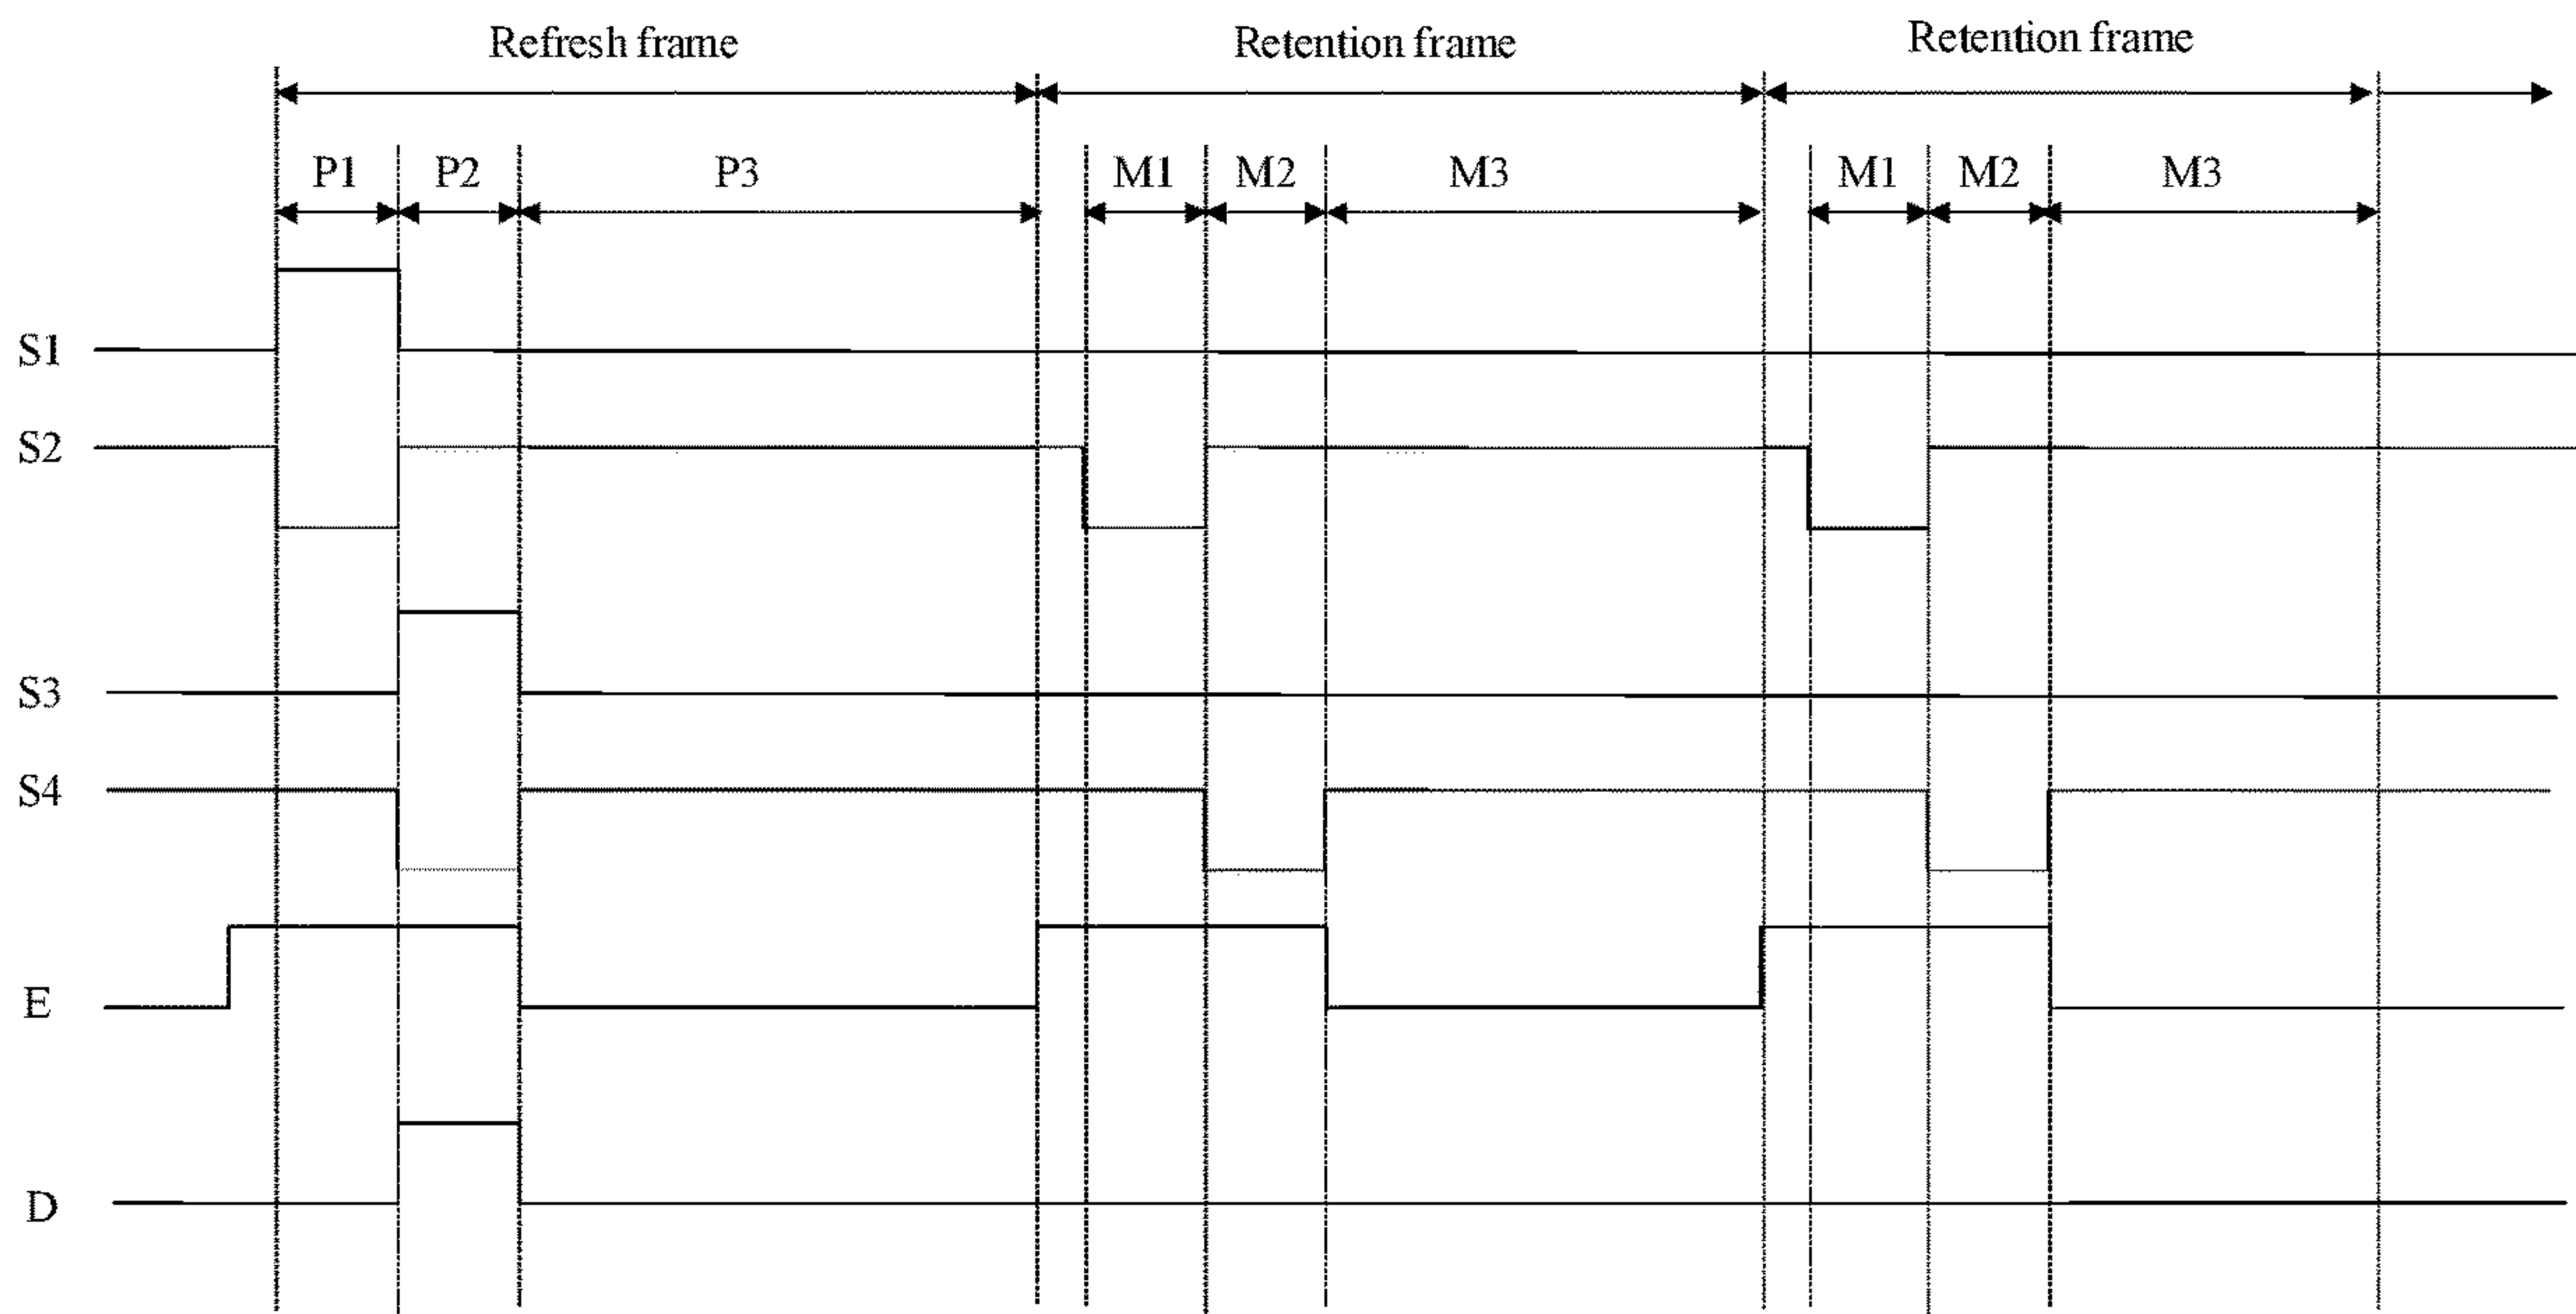 Refresh frame Retention frame Retention frame
P1 P2 P3 M1 M2 M3 M1 M2 M3
S1
S2
S3
S4
E
D